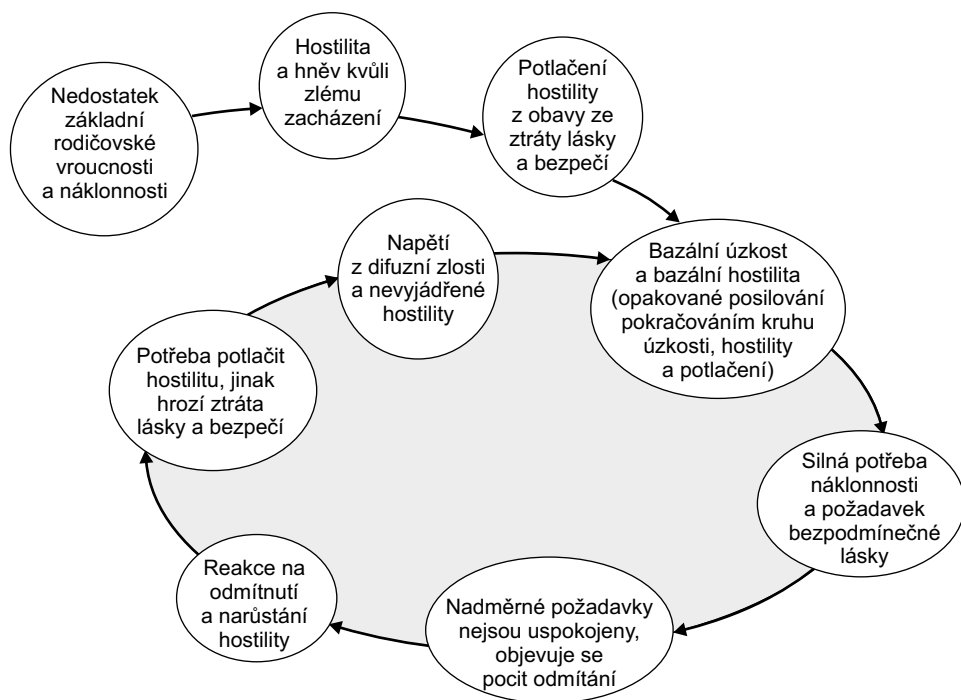 Nedostatek
základní
rodičovské
vroucnosti
a náklonnosti
Hostilita
a hněv kvůli
zlému
zacházení
Potlačení
hostility
z obavy ze
ztráty lásky
a bezpečí
Bazální úzkost
a bazální hostilita
(opakované posilování
pokračováním kruhu
úzkosti, hostility
a potlačení)
Silná potřeba
náklonnosti
a požadavek
bezpodmínečné
lásky
Nadměrné požadavky
nejsou uspokojeny,
objevuje se
pocit odmítání
Reakce na
odmítnutí
a narůstání
hostility
Potřeba potlačit
hostilitu, jinak
hrozí ztráta
lásky a bezpečí
Napětí
z difuzní zlosti
a nevyjádřené
hostility